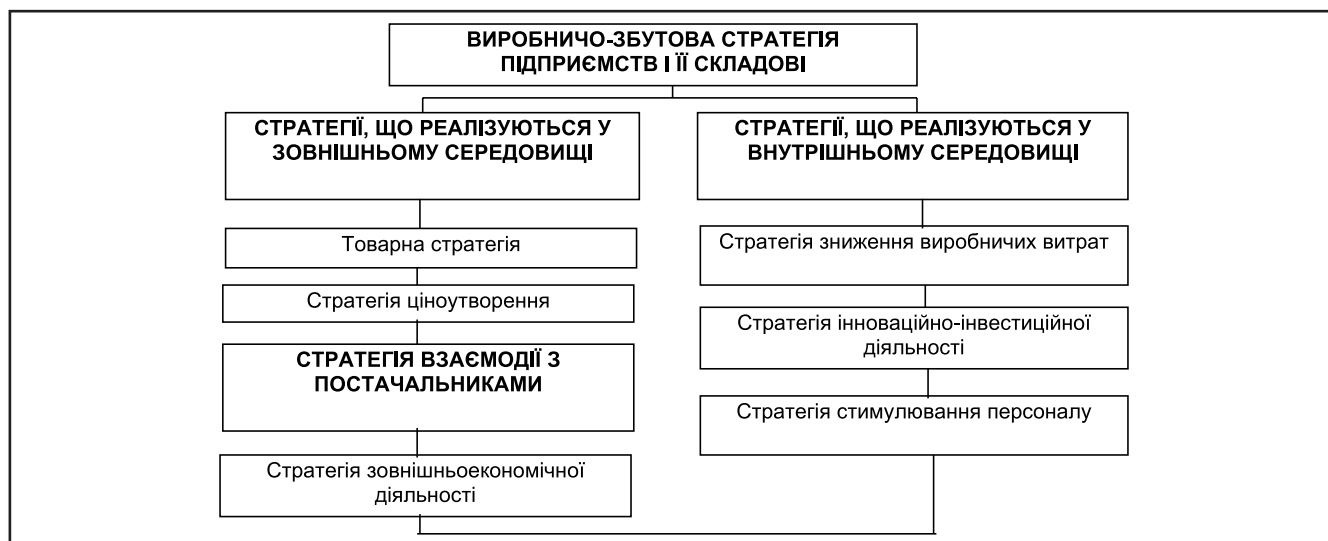 ВИРОБНИЧО-ЗБУТОВА СТРАТЕГІЯ
ПІДПРИЄМСТВ І ЇЇ СКЛАДОВІ
СТРАТЕГІЇ, ЩО РЕАЛІЗУЮТЬСЯ У
ЗОВНІШНЬОМУ СЕРЕДОВИЩІ
Товарна стратегія
Стратегія ціноутворення
СТРАТЕГІЯ ВЗАЄМОДІЇ З
ПОСТАЧАЛЬНИКАМИ
Стратегія зовнішньоекономічної
діяльності
СТРАТЕГІЇ, ЩО РЕАЛІЗУЮТЬСЯ У
ВНУТРІШНЬОМУ СЕРЕДОВИЩІ
Стратегія зниження виробничих витрат
Стратегія інноваційно-інвестиційної
діяльності
Стратегія стимулювання персоналу